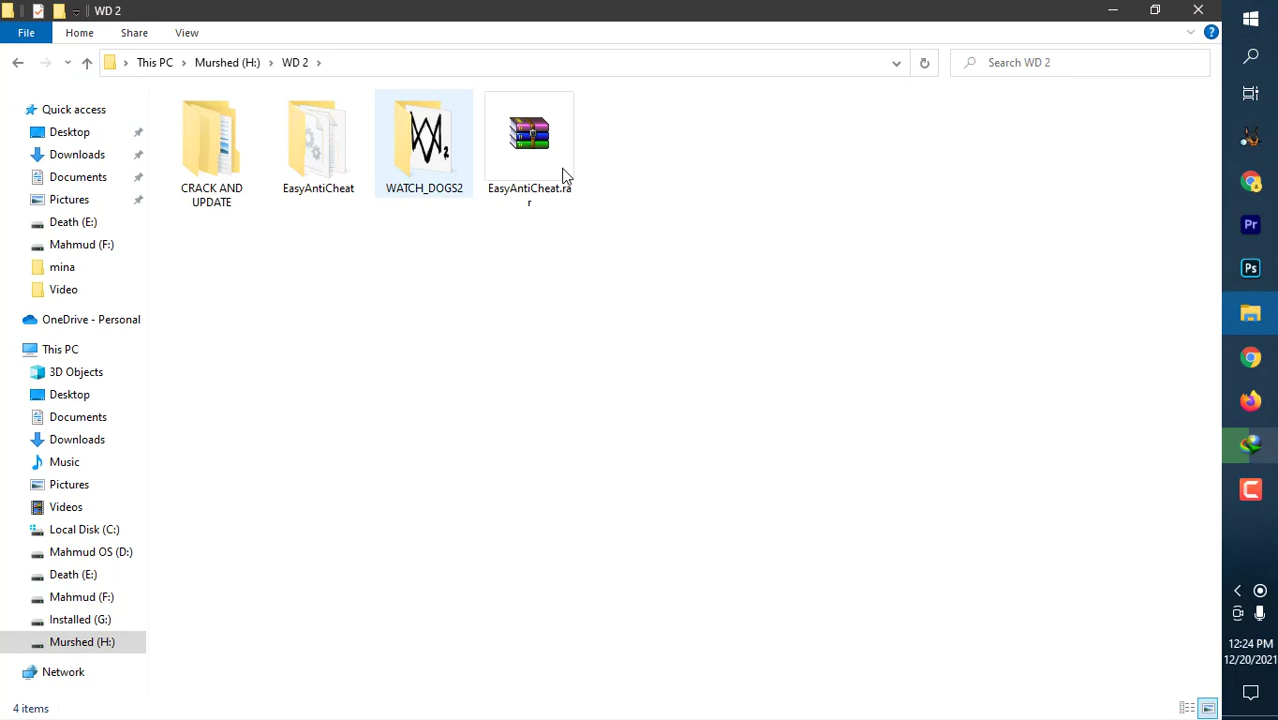 WD 2
File Home Share View
This PC Murshed (H:) WD 2
Search WD 2
Quick access
Desktop
Downloads
Documents
Pictures
Death (E:)
Mahmud (F:)
mina
Video
OneDrive - Personal
This PC
3D Objects
Desktop
Documents
Downloads
Music
Pictures
Videos
Local Disk (C:)
Mahmud OS (D:)
Death (E:)
Mahmud (F:)
Installed (G:)
Murshed (H:)
Network
CRACK AND
UPDATE
EasyAntiCheat
WATCH_DOGS2
EasyAntiCheat.ra
r
4 items
Pr
Ps
12:24 PM
12/20/2021